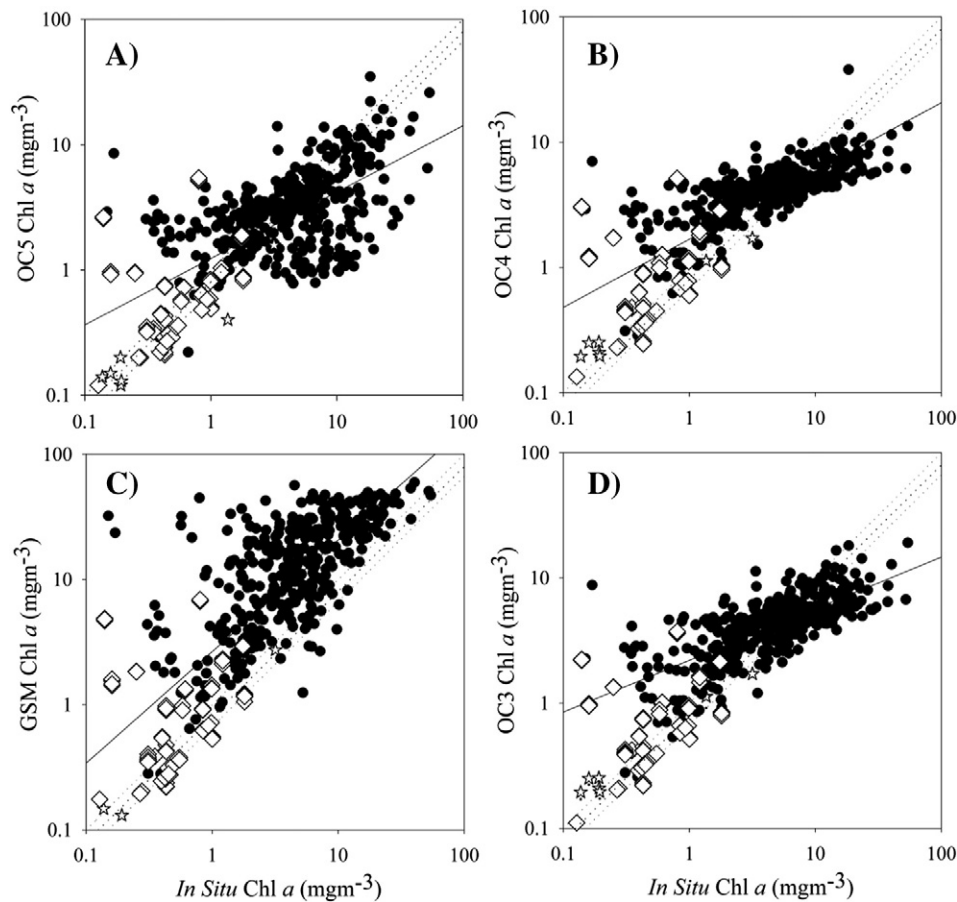 A)
OC5 Chl a (mgm-3)
100
10
1
0.1
0.1 1 10 100
B)
OC4 Chl a (mgm-3)
100
10
1
0.1
0.1 1 10 100
C)
GSM Chl a (mgm-3)
100
10
1
0.1
0.1 1 10 100
In Situ Chl a (mgm-3)
D)
OC3 Chl a (mgm-3)
100
10
1
0.1
0.1 1 10 100
In Situ Chl a (mgm-3)